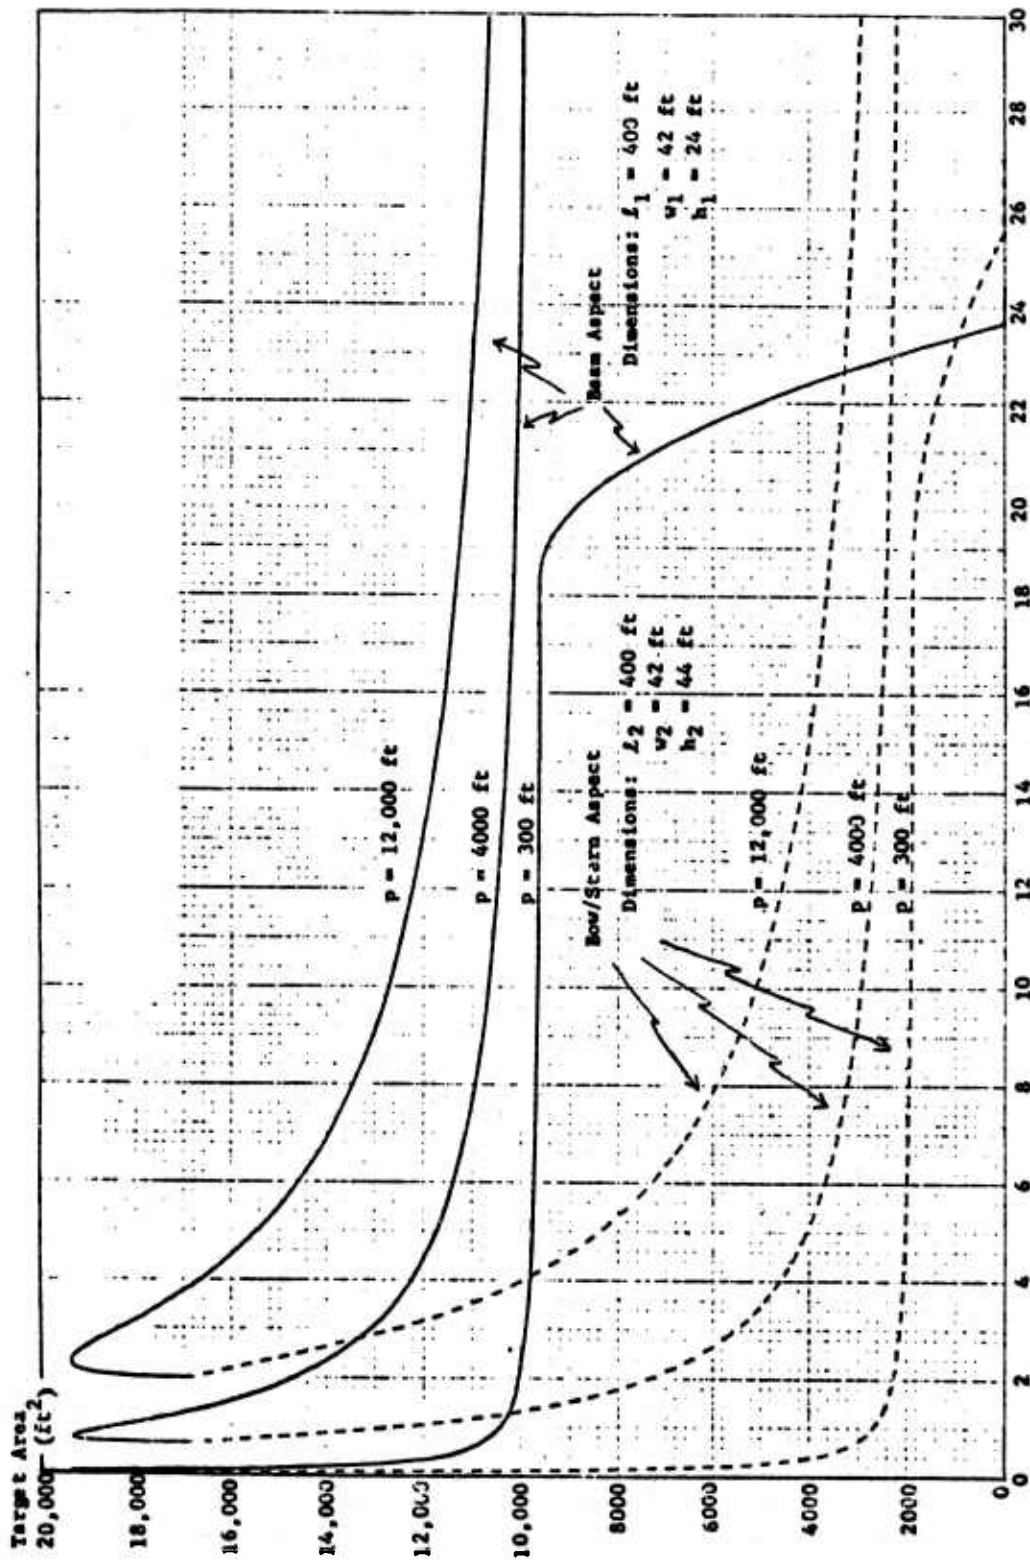 Target Area
(ft²)
20,000
18,000
16,000
14,000
12,000
10,000
8000
6000
4000
2000
0
p = 12,000 ft
p = 4000 ft
p = 300 ft
Beam Aspect
Dimensions: ℓ₁ = 400 ft
w₁ = 42 ft
h₁ = 24 ft
Bow/Stern Aspect
Dimensions: ℓ₂ = 400 ft
w₂ = 42 ft
h₂ = 44 ft
p = 12,000 ft
p = 4000 ft
p = 300 ft
0 2 4 6 8 10 12 14 16 18 20 22 24 26 28 30